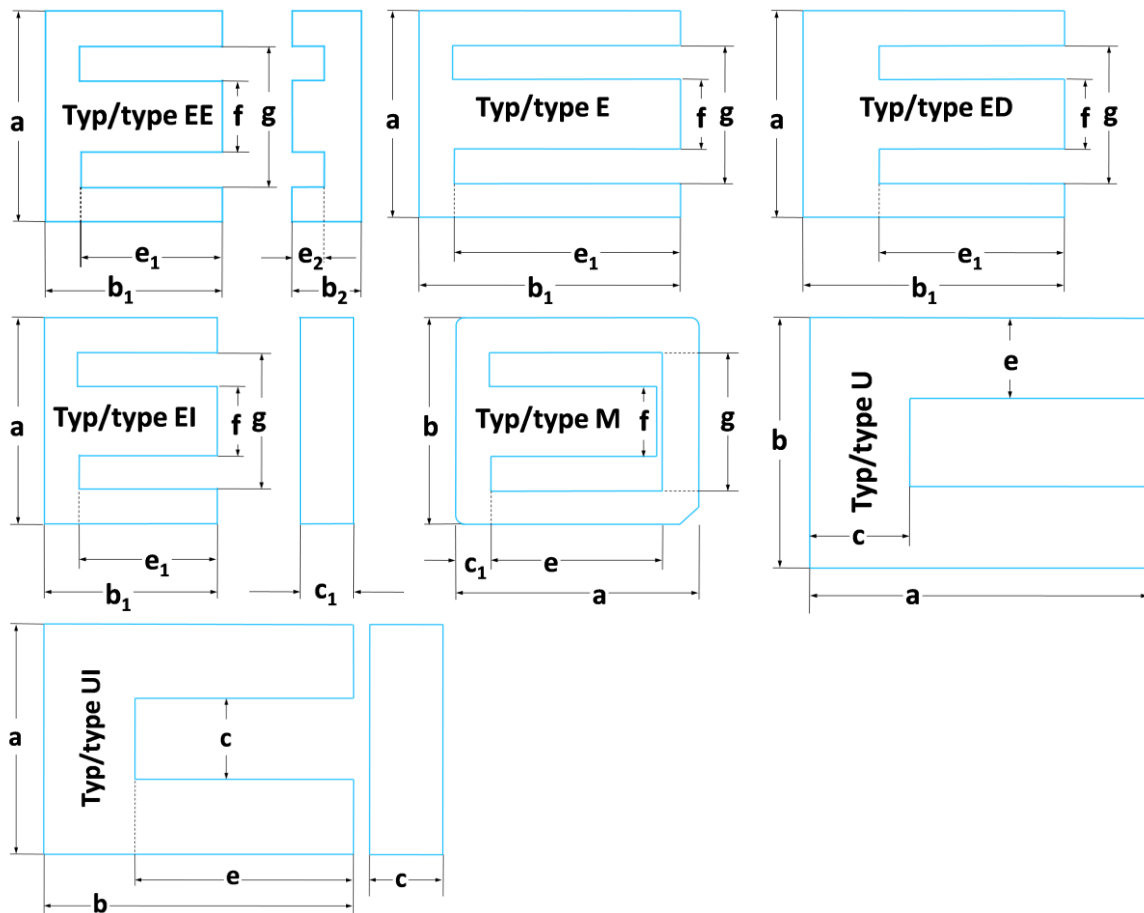 a
Typ/type EE
f
g
e₁
b₁
e₂
b₂
a
Typ/type E
f
g
e₁
b₁
a
Typ/type ED
f
g
e₁
b₁
a
Typ/type EI
f
g
e₁
b₁
c₁
b
Typ/type M
f
g
c₁
e
a
b
Typ/type U
e
c
a
a
Typ/type UI
c
e
b
c